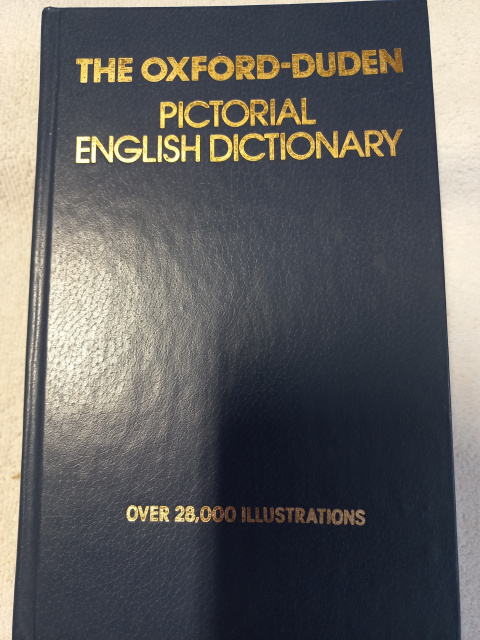 THE OXFORD-DUDEN
PICTORIAL
ENGLISH DICTIONARY
OVER 28,000 ILLUSTRATIONS